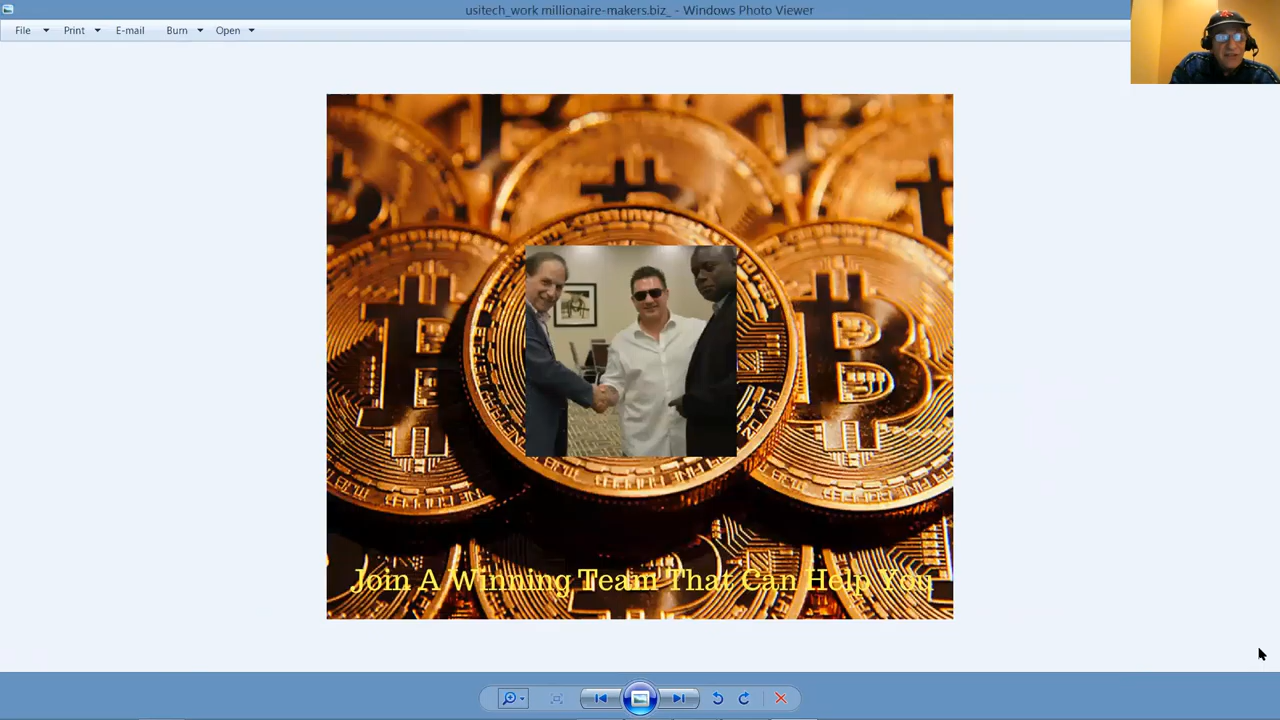 usitech_work millionaire-makers.biz_ - Windows Photo Viewer
File Print E-mail Burn Open
Join A Winning Team That Can Help You